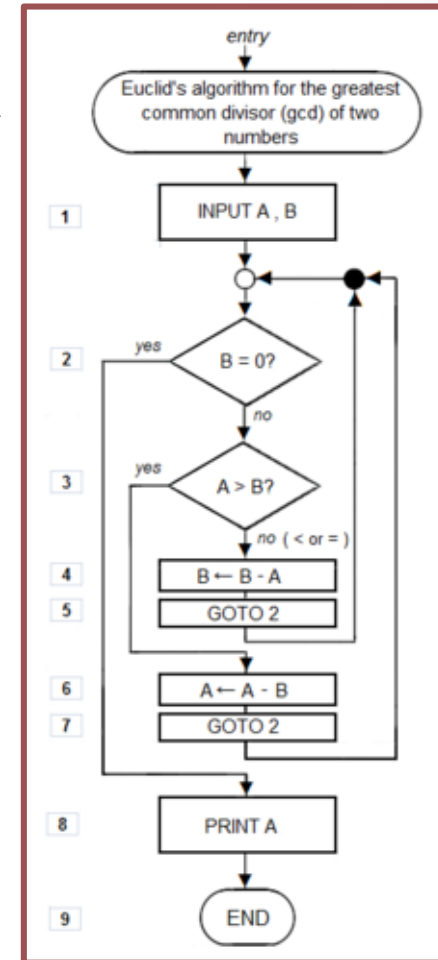 entry
Euclid's algorithm for the greatest
common divisor (gcd) of two
numbers
1
INPUT A , B
2
yes
B = 0?
no
3
yes
A > B?
no ( < or = )
4
B ← B - A
5
GOTO 2
6
A ← A - B
7
GOTO 2
8
PRINT A
9
END